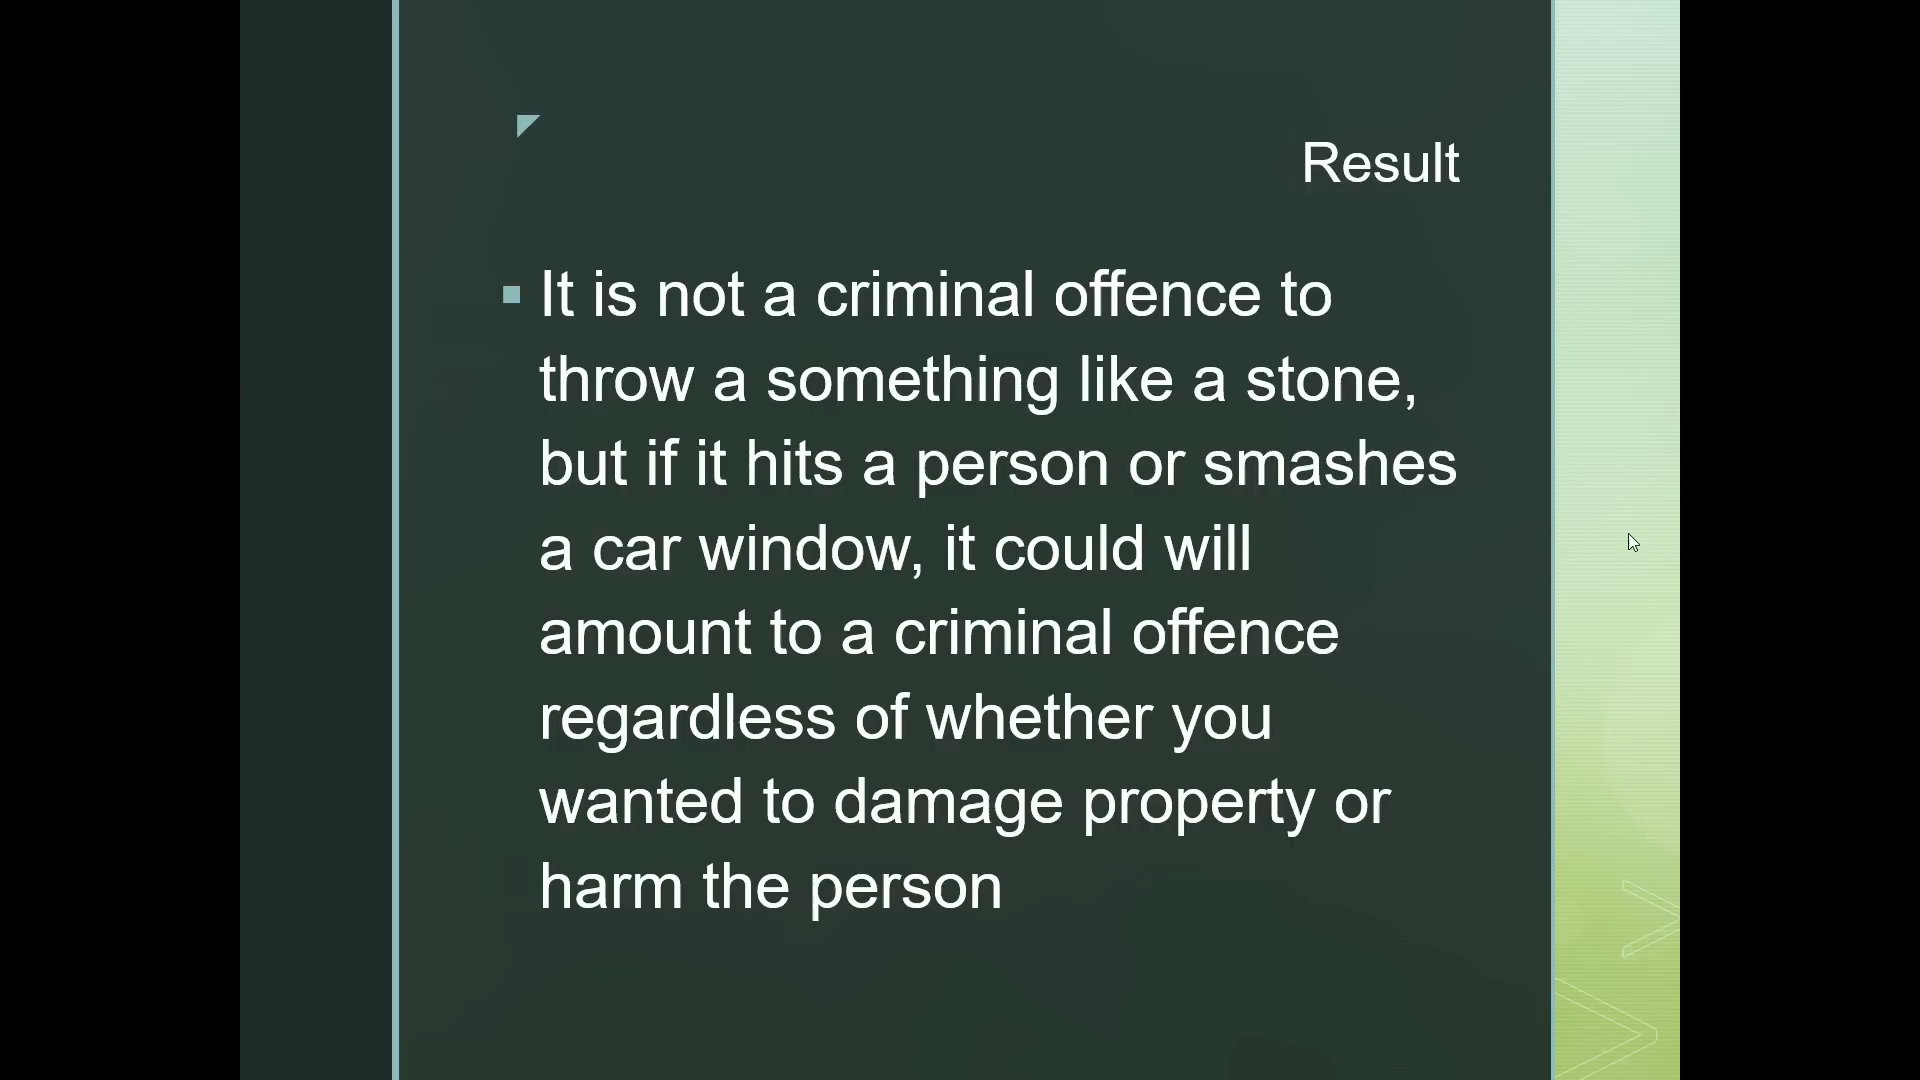 Result
It is not a criminal offence to
throw a something like a stone,
but if it hits a person or smashes
a car window, it could will
amount to a criminal offence
regardless of whether you
wanted to damage property or
harm the person